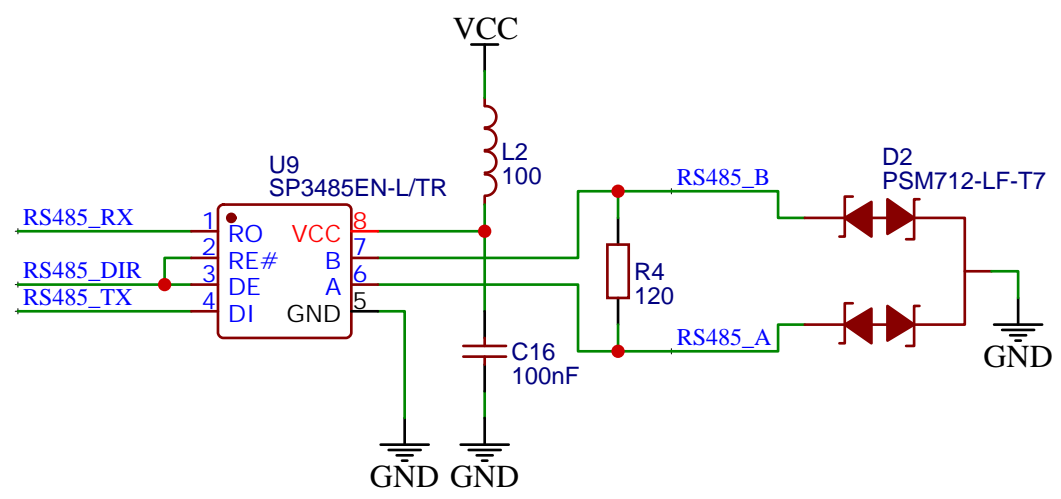 VCC
L2
100
U9
SP3485EN-L/TR
D2
PSM712-LF-T7
RS485_B
RS485_RX
1
RO
VCC
8
2
RE#
B
7
RS485_DIR
3
DE
A
6
RS485_TX
4
DI
GND
5
R4
120
RS485_A
C16
100nF
GND
GND
GND